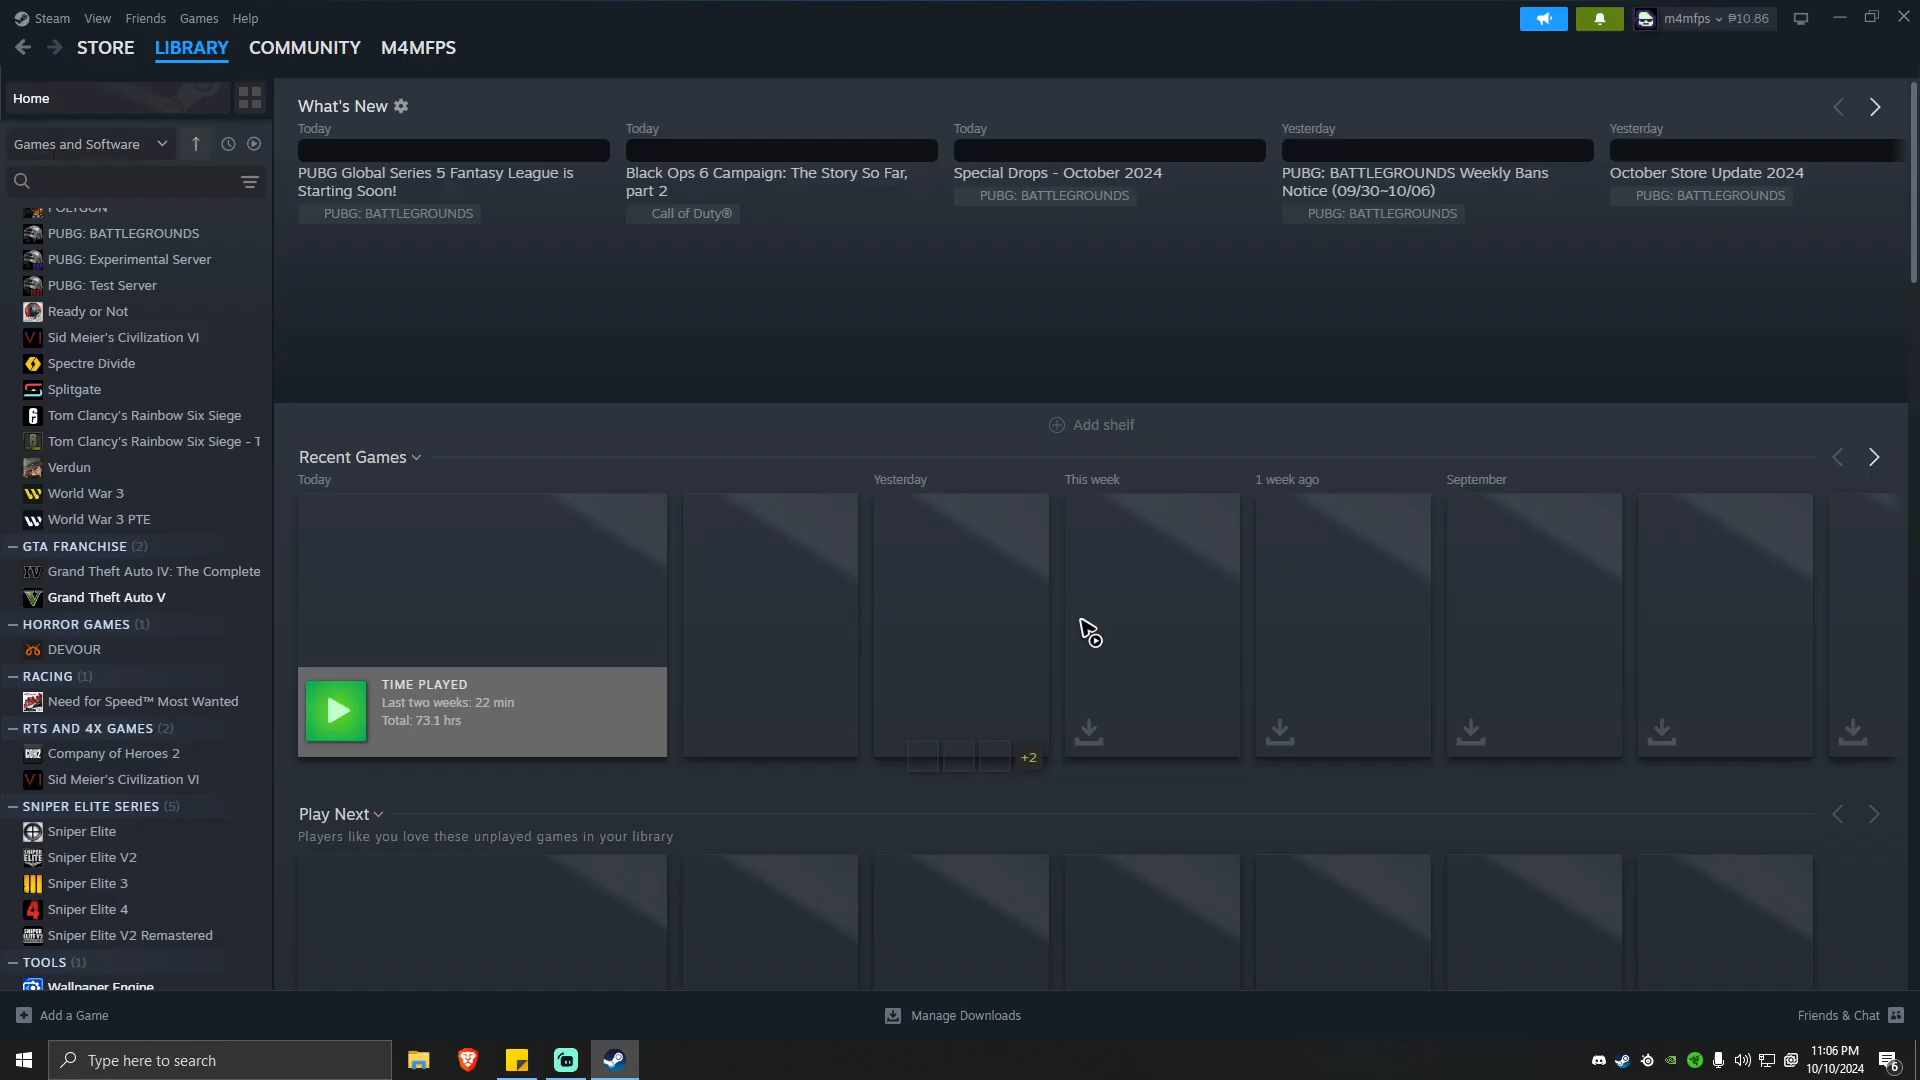 Steam View Friends Games Help
m4mfps ₱10.86
STORE LIBRARY COMMUNITY M4MFPS
Home
Games and Software
POLYGON
PUBG: BATTLEGROUNDS
PUBG: Experimental Server
PUBG: Test Server
Ready or Not
Sid Meier's Civilization VI
Spectre Divide
Splitgate
Tom Clancy's Rainbow Six Siege
Tom Clancy's Rainbow Six Siege - T
Verdun
World War 3
World War 3 PTE
GTA FRANCHISE (2)
Grand Theft Auto IV: The Complete
Grand Theft Auto V
HORROR GAMES (1)
DEVOUR
RACING (1)
Need for Speed™ Most Wanted
RTS AND 4X GAMES (2)
Company of Heroes 2
Sid Meier's Civilization VI
SNIPER ELITE SERIES (5)
Sniper Elite
Sniper Elite V2
Sniper Elite 3
Sniper Elite 4
Sniper Elite V2 Remastered
TOOLS (1)
Wallpaper Engine
What's New
Today
PUBG Global Series 5 Fantasy League is
Starting Soon!
PUBG: BATTLEGROUNDS
Today
Black Ops 6 Campaign: The Story So Far,
part 2
Call of Duty®
Today
Special Drops - October 2024
PUBG: BATTLEGROUNDS
Yesterday
PUBG: BATTLEGROUNDS Weekly Bans
Notice (09/30~10/06)
PUBG: BATTLEGROUNDS
Yesterday
October Store Update 2024
PUBG: BATTLEGROUNDS
Add shelf
Recent Games
Today
Yesterday
This week
1 week ago
September
TIME PLAYED
Last two weeks: 22 min
Total: 73.1 hrs
+2
Play Next
Players like you love these unplayed games in your library
Add a Game
Manage Downloads
Friends & Chat
Type here to search
11:06 PM
10/10/2024
6